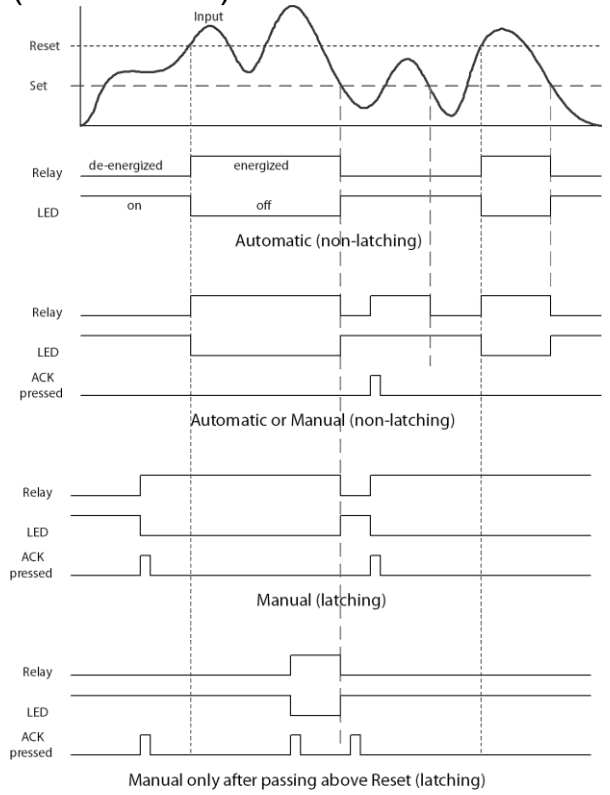 Input
Reset
Set
Relay de-energized energized
LED on off
Automatic (non-latching)
Relay
LED
ACK
pressed
Automatic or Manual (non-latching)
Relay
LED
ACK
pressed
Manual (latching)
Relay
LED
ACK
pressed
Manual only after passing above Reset (latching)